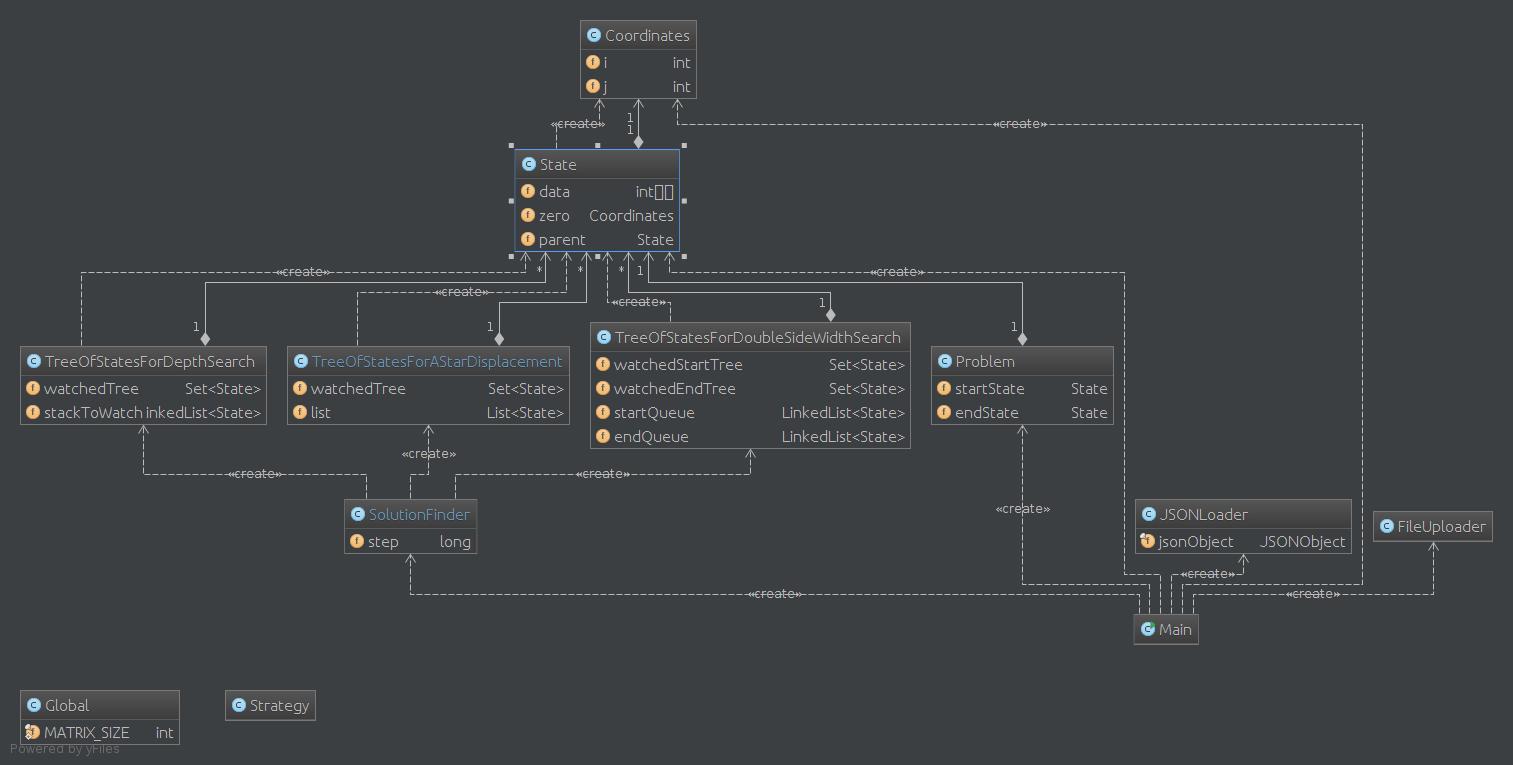 Coordinates
i int
j int
«create»
1
1
«create»
State
data int[][]
zero Coordinates
parent State
«create»
*
«create»
*
«create»
*
1
«create»
1
1
1
1
TreeOfStatesForDepthSearch
watchedTree Set<State>
stackToWatch inkedList<State>
TreeOfStatesForAStarDisplacement
watchedTree Set<State>
list List<State>
TreeOfStatesForDoubleSideWidthSearch
watchedStartTree Set<State>
watchedEndTree Set<State>
startQueue LinkedList<State>
endQueue LinkedList<State>
Problem
startState State
endState State
«create»
«create»
«create»
«create»
SolutionFinder
step long
JSONLoader
jsonObject JSONObject
FileUploader
«create»
«create»
«create»
Main
Global
MATRIX_SIZE int
Strategy
Powered by yFiles